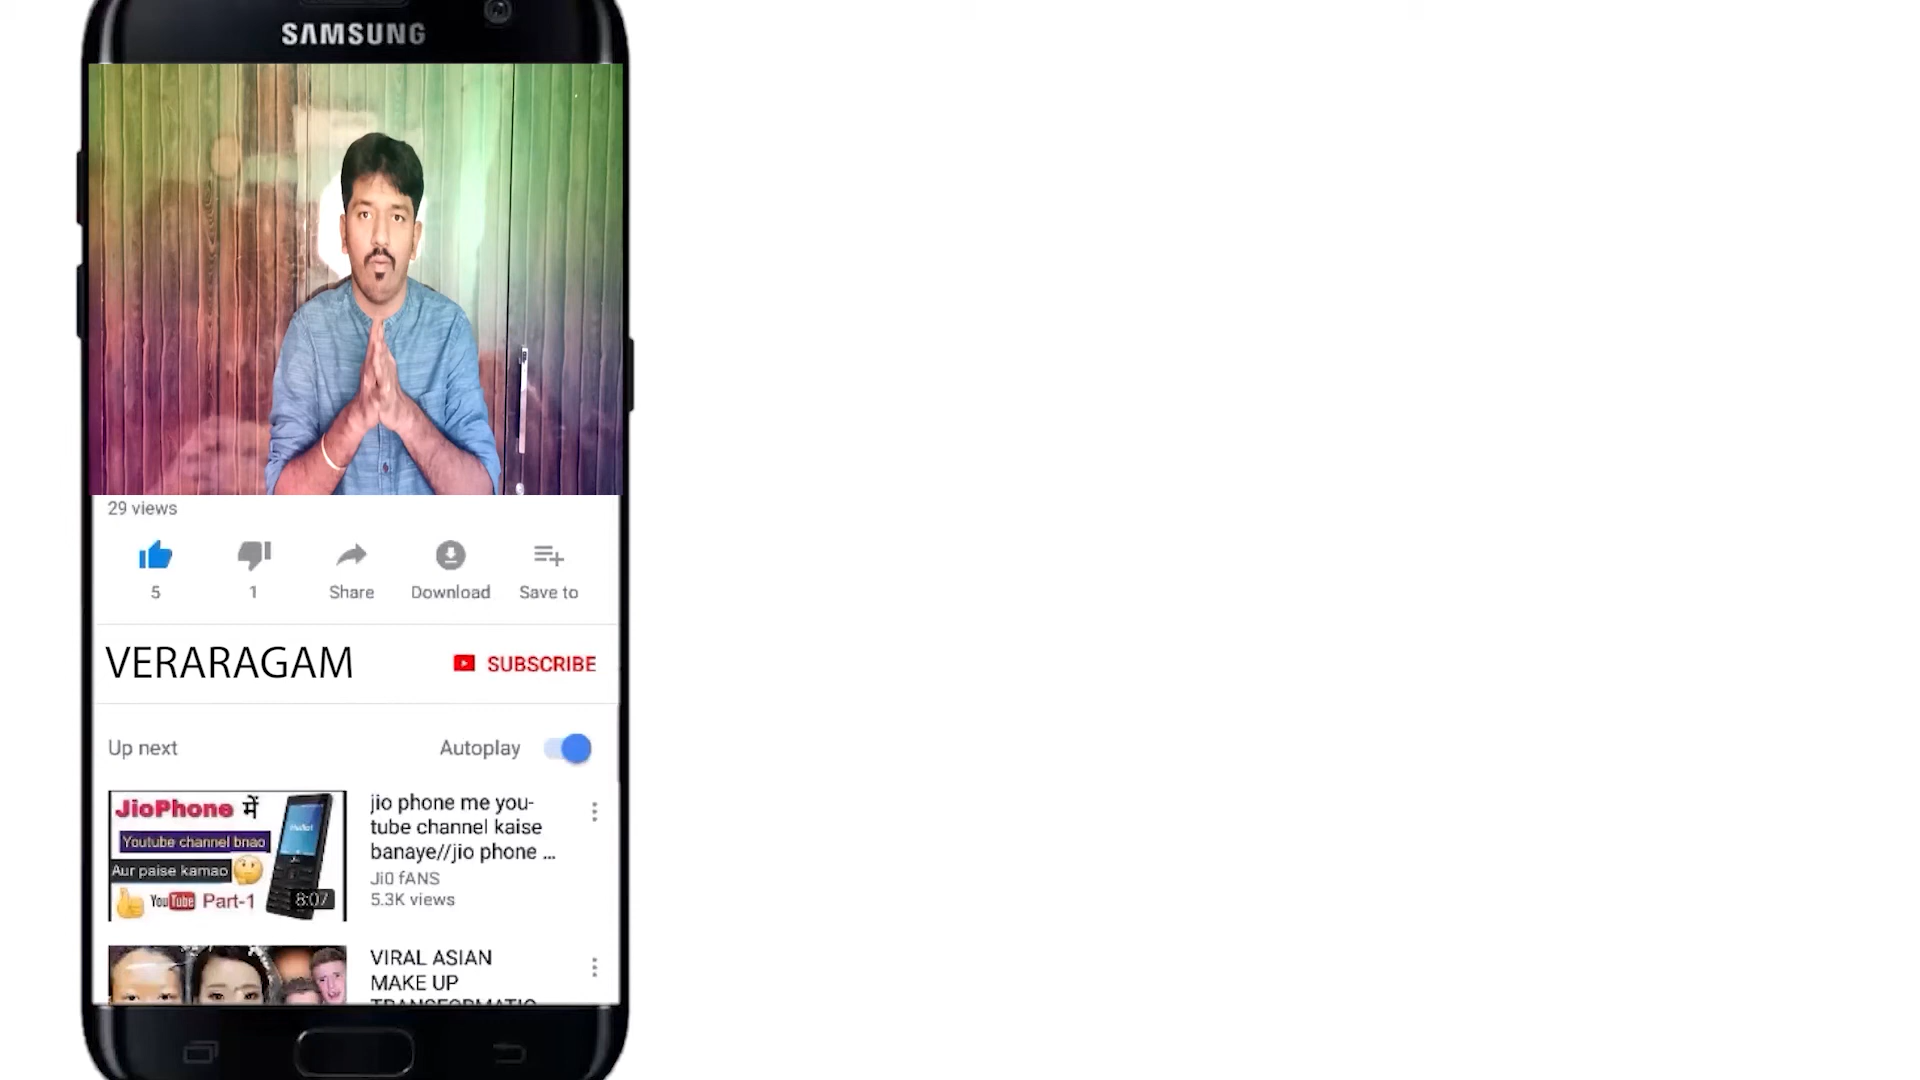 SAMSUNG
29 views
5
1
Share
Download
Save to
VERARAGAM
SUBSCRIBE
Up next
Autoplay
JioPhone में
Youtube channel bnao
Aur paise kamao
YouTube Part-1
8:07
jio phone me you-
tube channel kaise
banaye//jio phone ...
Ji0 fANS
5.3K views
VIRAL ASIAN
MAKE UP
TRANSFORMATIO